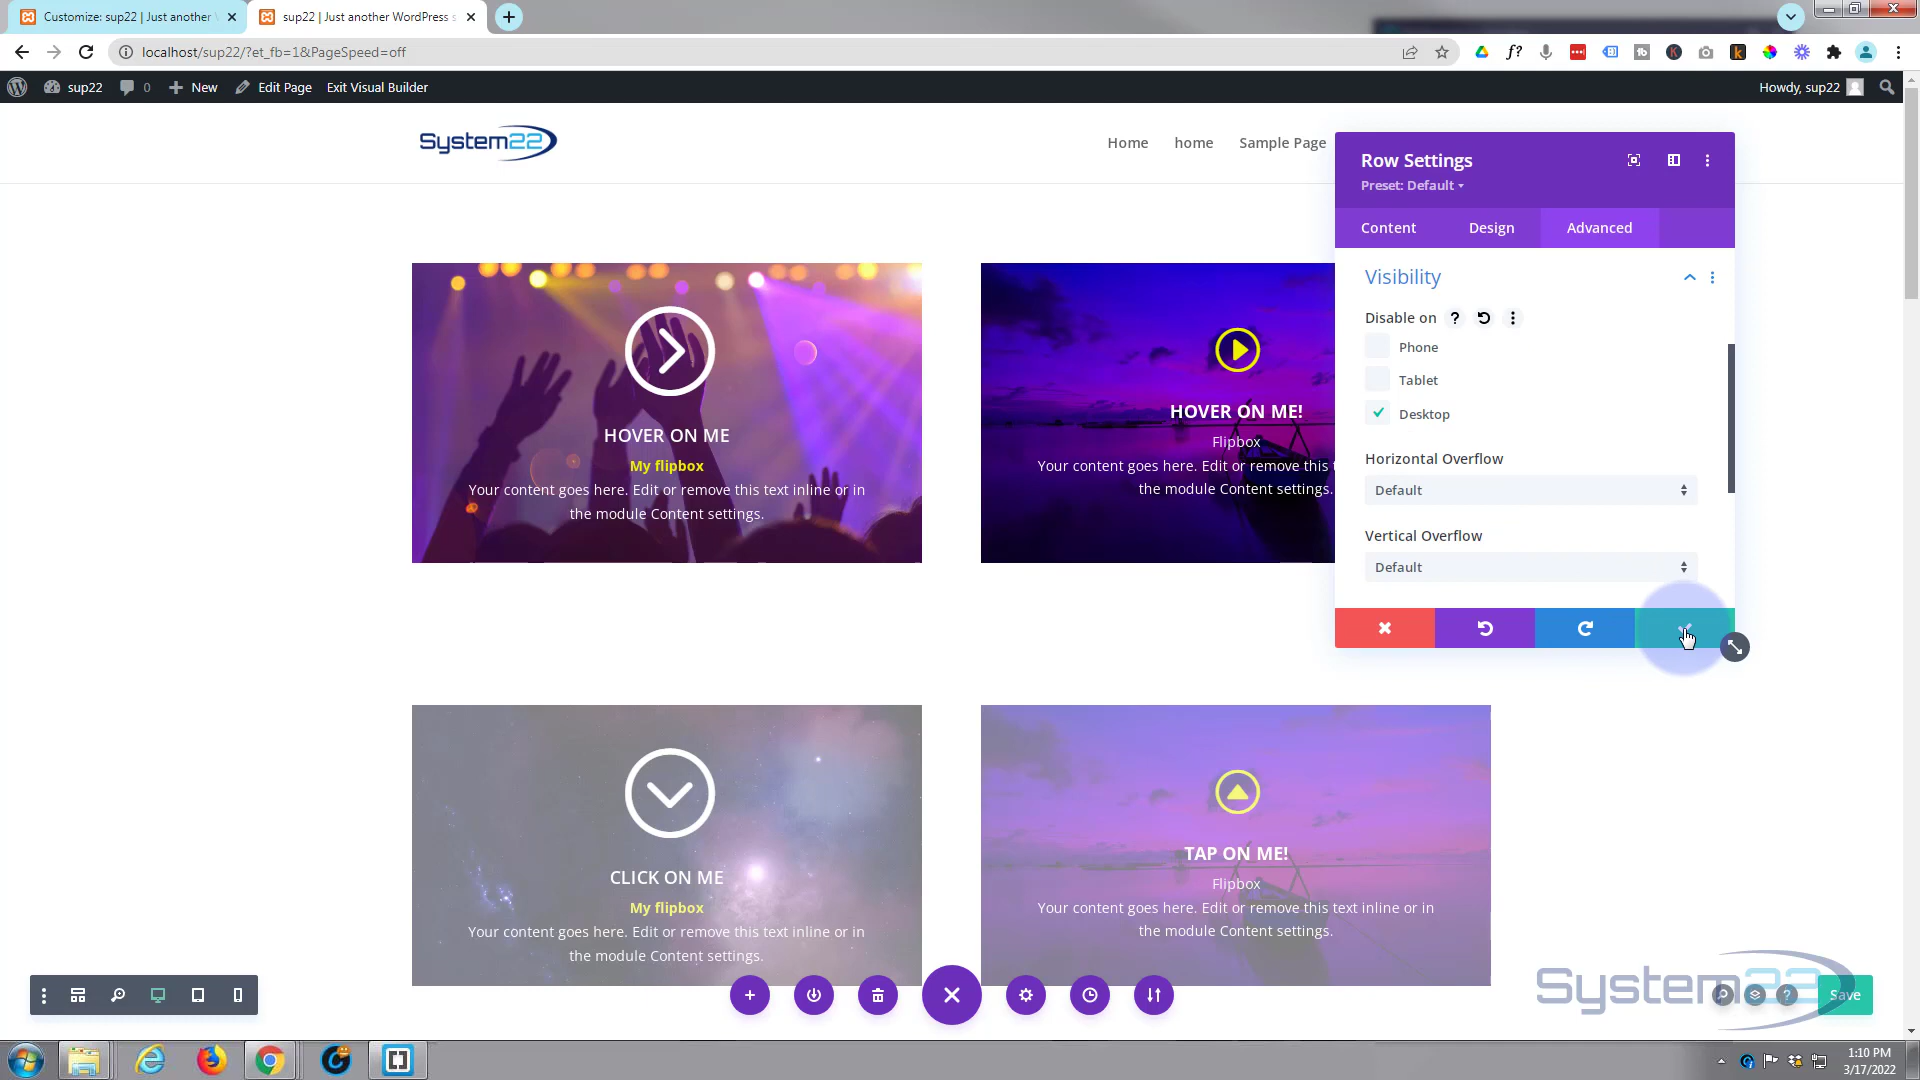 Customize: sup22 | Just another W
sup22 | Just another WordPress s
localhost/sup22/?et_fb=1&PageSpeed=off
sup22
0
New
Edit Page
Exit Visual Builder
Howdy, sup22
System22
Home
home
Sample Page
Row Settings
Preset: Default
Content
Design
Advanced
Visibility
Disable on
Phone
Tablet
Desktop
Horizontal Overflow
Default
Vertical Overflow
Default
HOVER ON ME
My flipbox
Your content goes here. Edit or remove this text inline or in
the module Content settings.
HOVER ON ME!
Flipbox
Your content goes here. Edit or remove this t
the module Content settings.
CLICK ON ME
My flipbox
Your content goes here. Edit or remove this text inline or in
the module Content settings.
TAP ON ME!
Flipbox
Your content goes here. Edit or remove this text inline or in
the module Content settings.
System22
Save
1:10 PM
3/17/2022